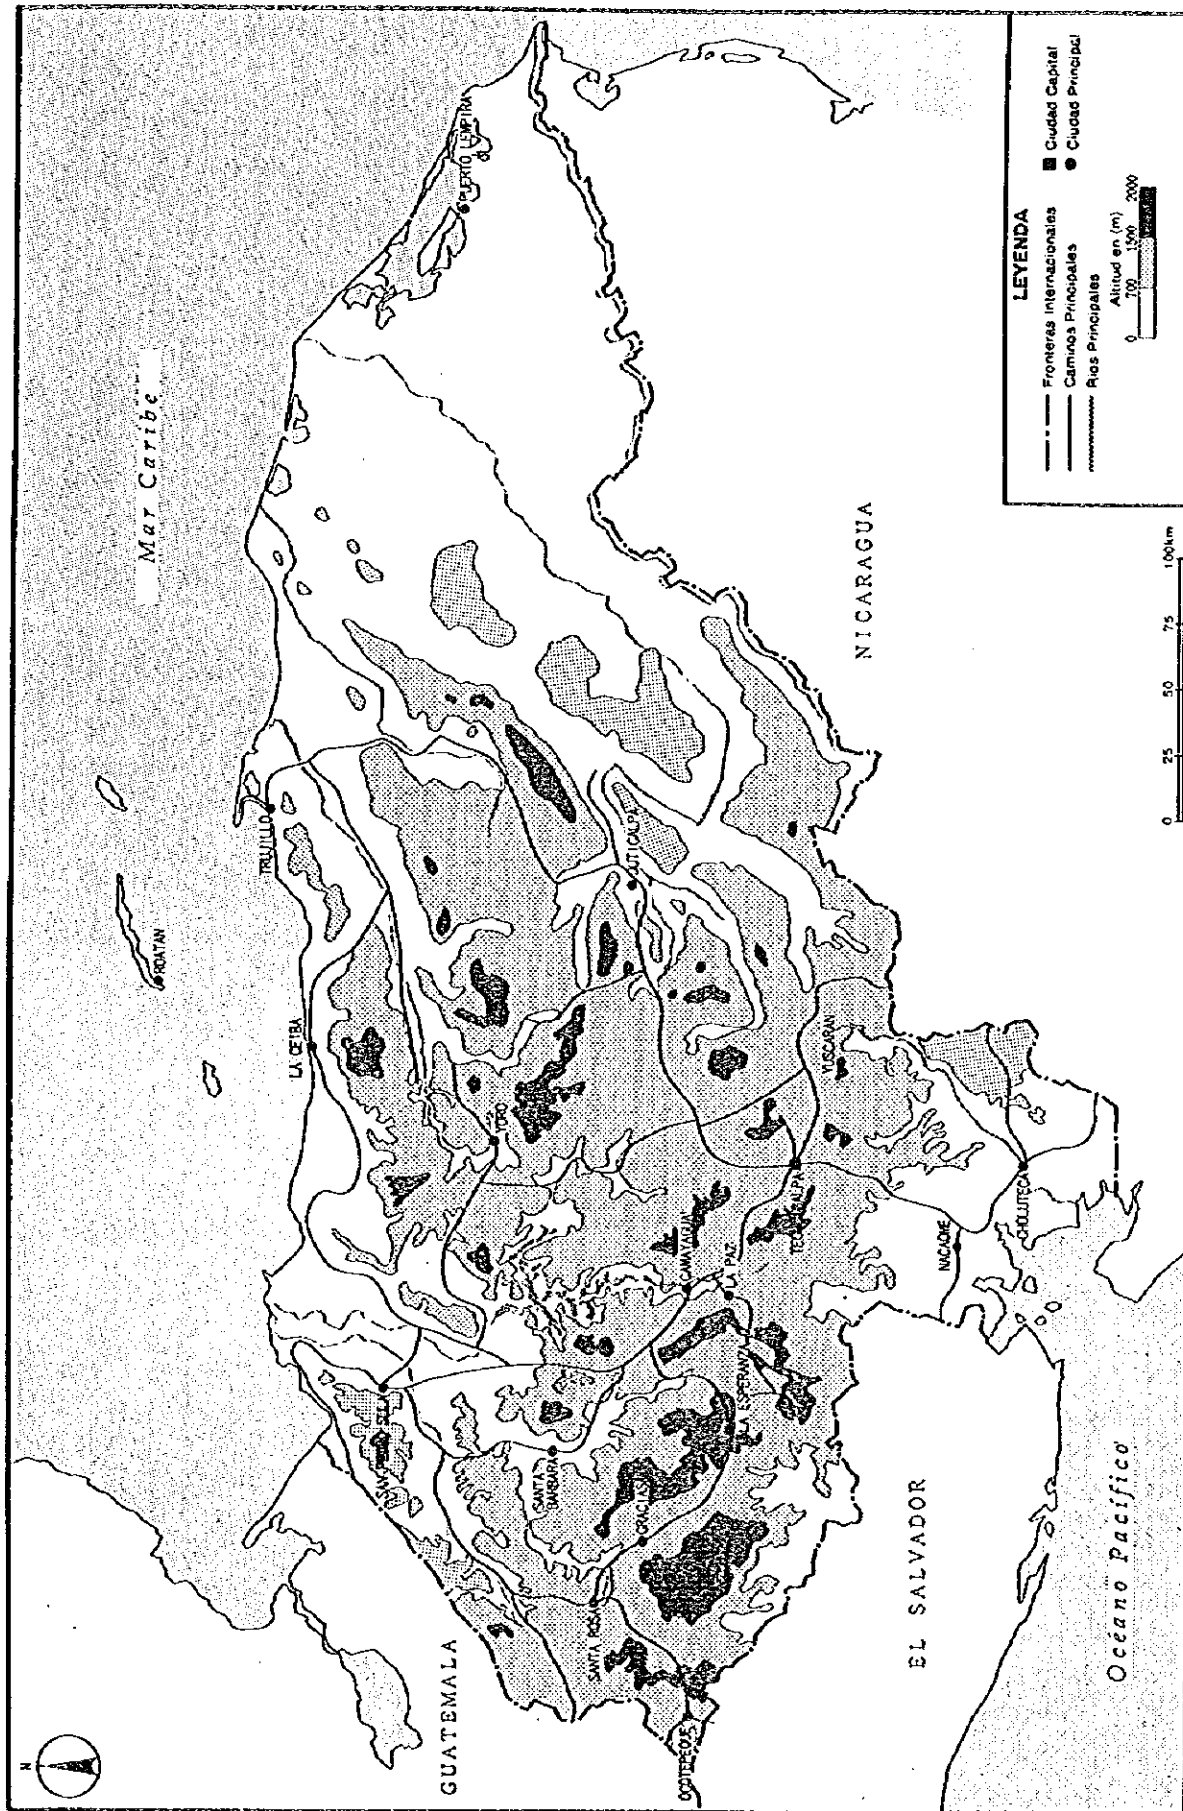 N
Mar Caribe
ROATAN
TRUJILLO
LA CEIBA
PUERTO LEMPIRA
SAN PEDRO SULA
YORO
SANTA
BARBARA
JUTICALPA
GUATEMALA
SANTA ROSA
GRACIAS
COMAYAGUA
LA PAZ
LA ESPERANZA
OCOTEPEQUE
TEGUCIGALPA
YUSCARAN
NACAOME
CHOLUTECA
NICARAGUA
EL SALVADOR
Océano Pacífico
LEYENDA
Fronteras Internacionales
Caminos Principales
Rios Principales
Ciudad Capital
Ciudad Principal
Altitud en (m)
0 700 1500 2000
0 25 50 75 100km